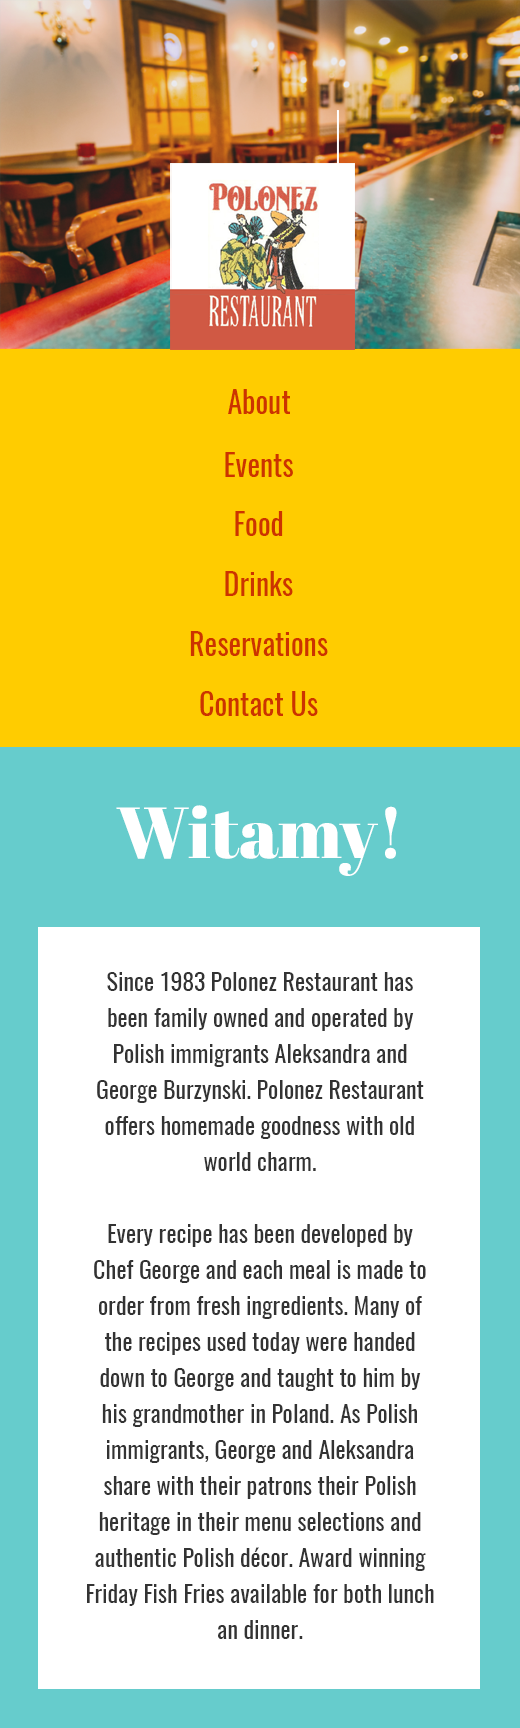 POLONEZ
RESTAURANT
About
Events
Food
Drinks
Reservations
Contact Us
Witamy!
Since 1983 Polonez Restaurant has
been family owned and operated by
Polish immigrants Aleksandra and
George Burzynski. Polonez Restaurant
offers homemade goodness with old
world charm.
Every recipe has been developed by
Chef George and each meal is made to
order from fresh ingredients. Many of
the recipes used today were handed
down to George and taught to him by
his grandmother in Poland. As Polish
immigrants, George and Aleksandra
share with their patrons their Polish
heritage in their menu selections and
authentic Polish décor. Award winning
Friday Fish Fries available for both lunch
an dinner.